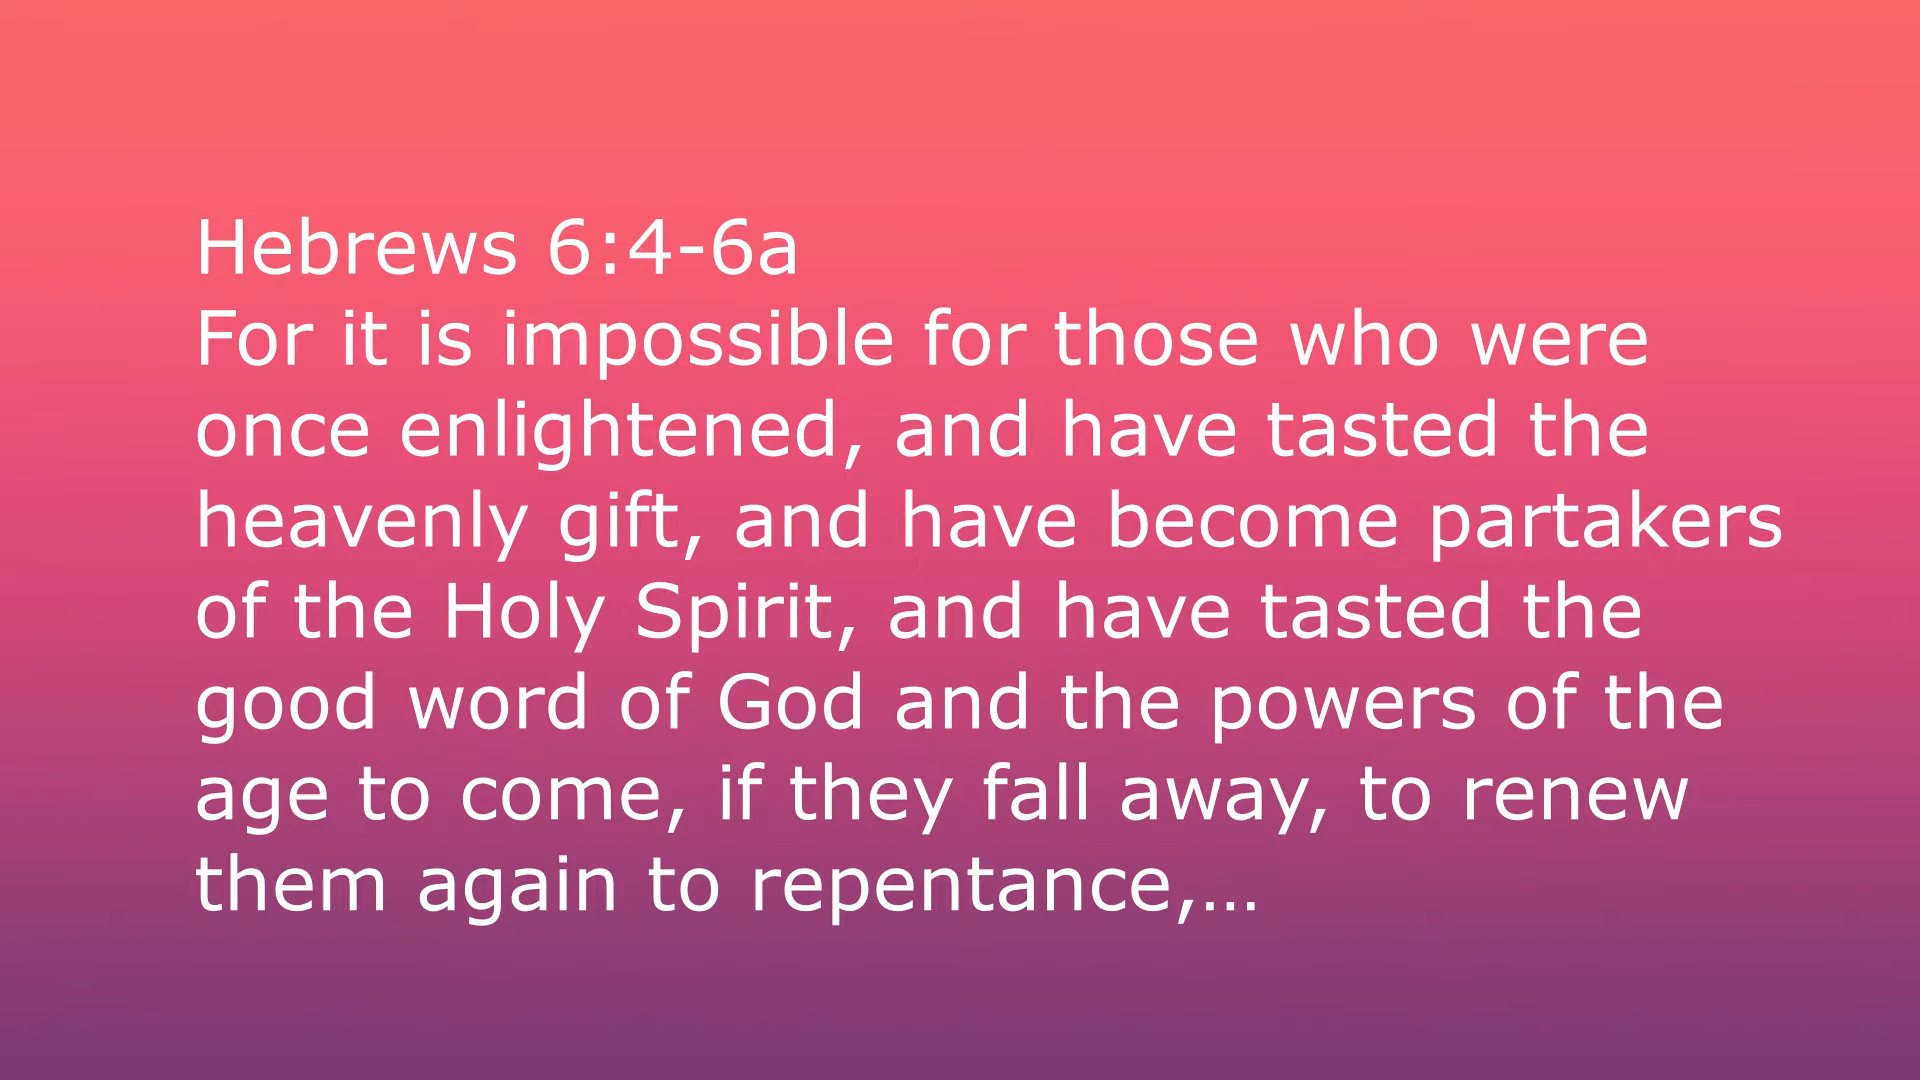 Hebrews 6:4-6a
For it is impossible for those who were
once enlightened, and have tasted the
heavenly gift, and have become partakers
of the Holy Spirit, and have tasted the
good word of God and the powers of the
age to come, if they fall away, to renew
them again to repentance,…